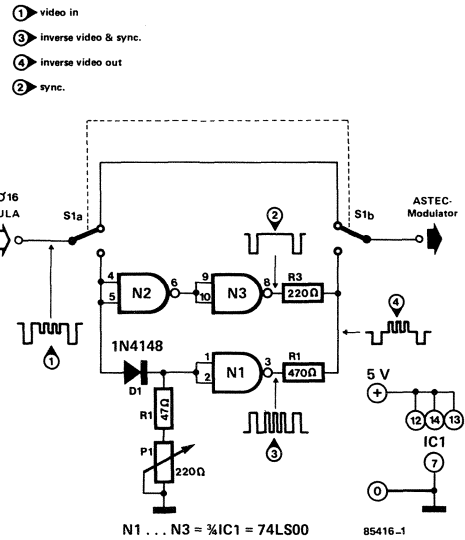 1 video in
3 inverse video & sync.
4 inverse video out
2 sync.
16
ULA
S1a
S1b
ASTEC-
Modulator
2
4
5
N2
6
9
10
N3
8
R3
220Ω
4
1
1N4148
D1
1
2
N1
3
R1
470Ω
R1
47Ω
P1
220Ω
3
5 V
+
12 14 13
IC1
7
0
N1 . . . N3 = ¾IC1 = 74LS00
85416-1